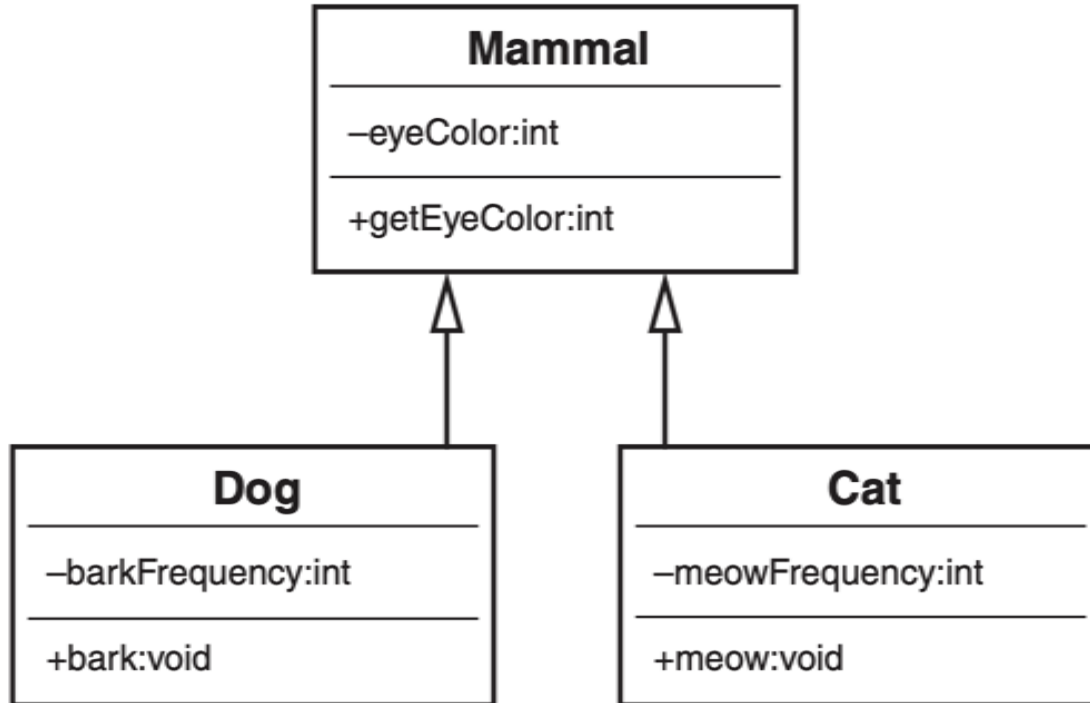 Mammal
–eyeColor:int
+getEyeColor:int
Dog
–barkFrequency:int
+bark:void
Cat
–meowFrequency:int
+meow:void